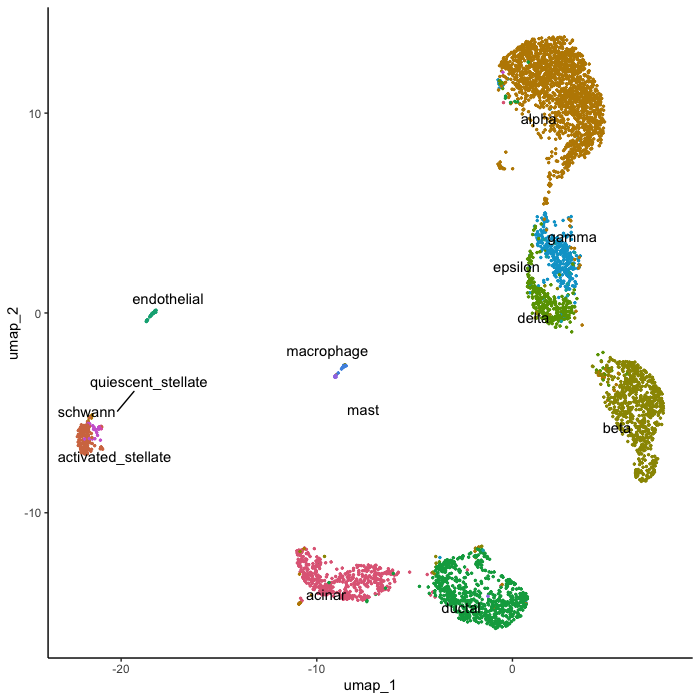 10
alpha
gamma
epsilon
delta
endothelial
0
umap_2
macrophage
quiescent_stellate
mast
schwann
beta
activated_stellate
-10
acinar
ductal
-20
-10
0
umap_1